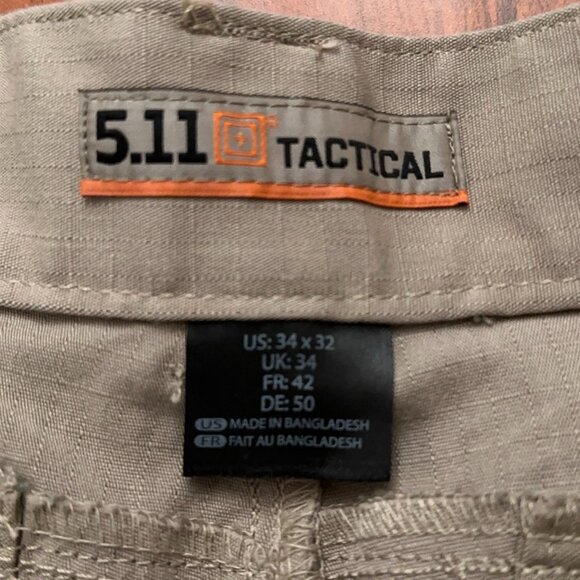 5.11 TACTICAL
US: 34 x 32
UK: 34
FR: 42
DE: 50
US MADE IN BANGLADESH
FR FAIT AU BANGLADESH